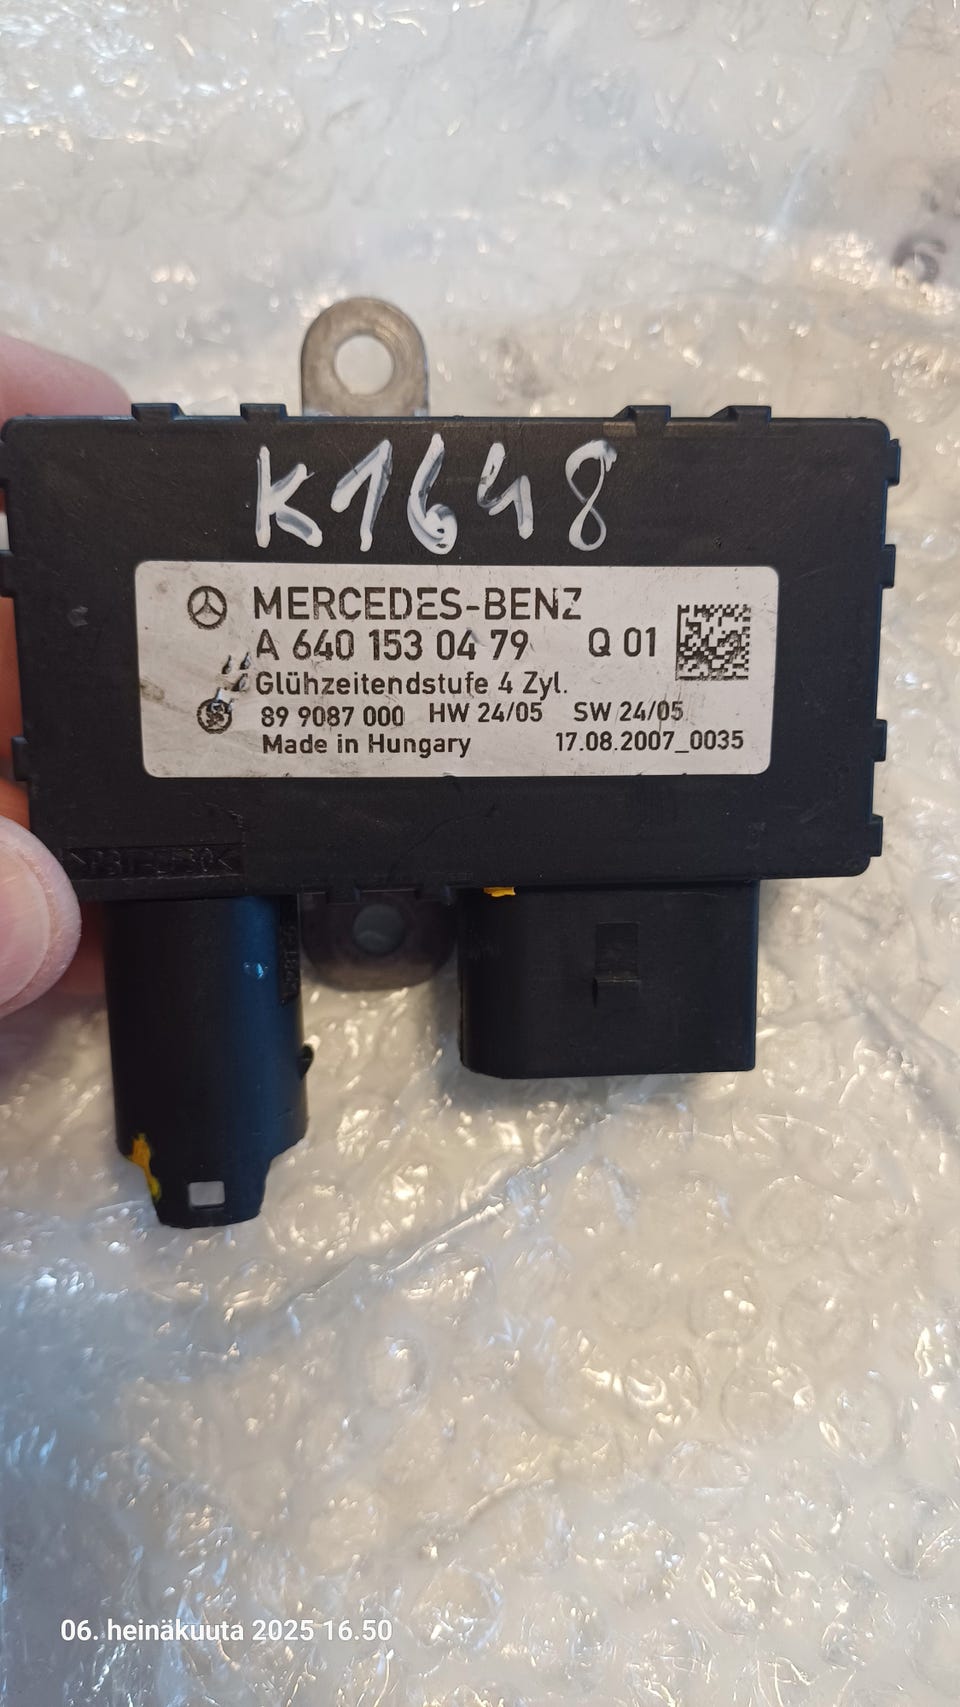 K1648
MERCEDES-BENZ
A 640 153 04 79 Q 01
Glühzeitendstufe 4 Zyl.
89 9087 000 HW 24/05 SW 24/05
Made in Hungary 17.08.2007_0035
06. heinäkuuta 2025 16.50